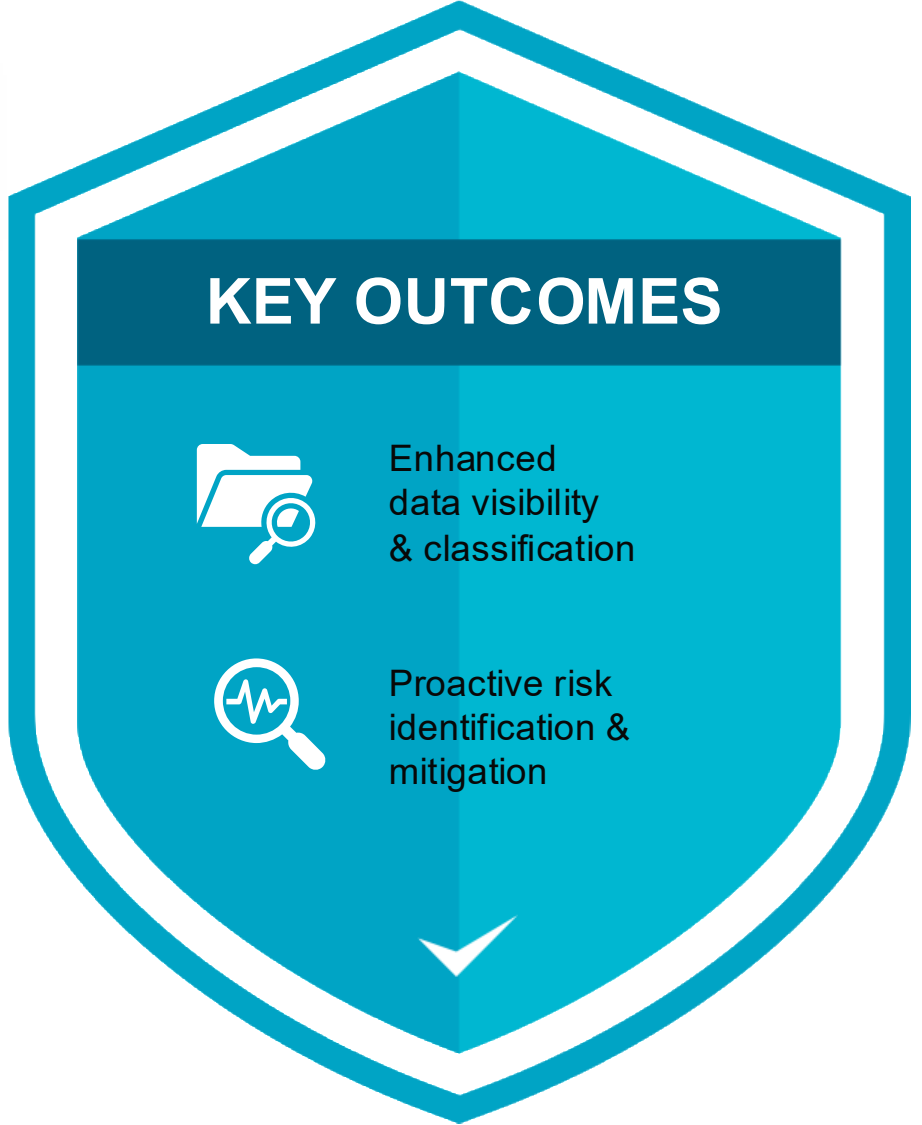 KEY OUTCOMES
Enhanced
data visibility
& classification
Proactive risk
identification &
mitigation